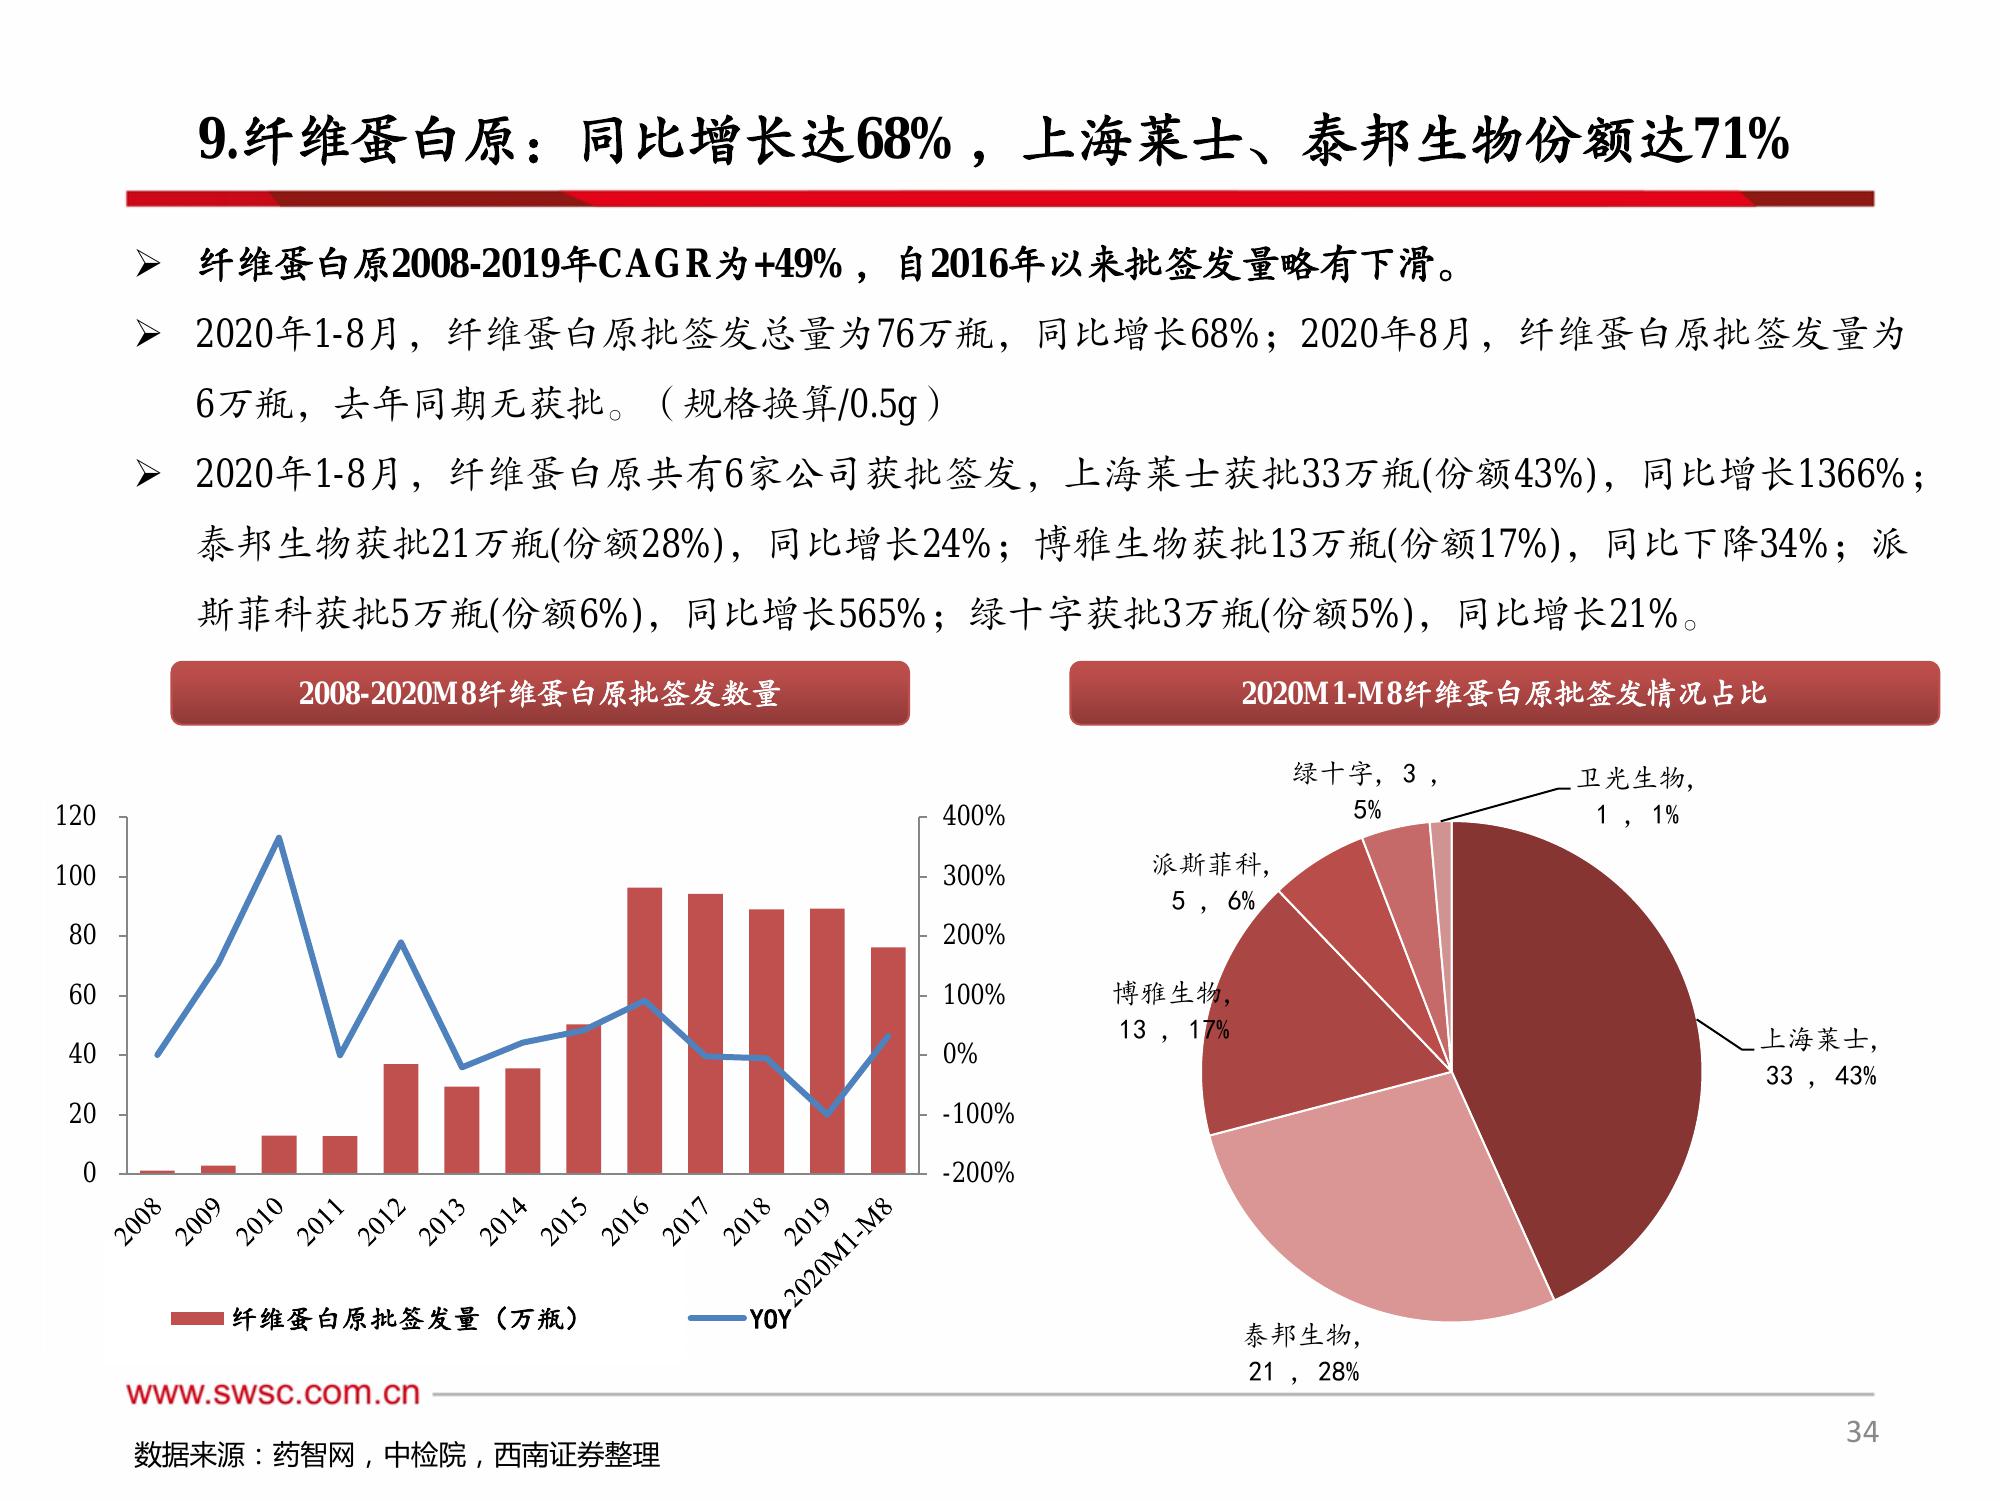 9.纤维蛋白原：同比增长达68%，上海莱士、泰邦生物份额达71%
➢ 纤维蛋白原2008-2019年CAGR为+49%，自2016年以来批签发量略有下滑。
➢ 2020年1-8月，纤维蛋白原批签发总量为76万瓶，同比增长68%；2020年8月，纤维蛋白原批签发量为
6万瓶，去年同期无获批。（规格换算/0.5g）
➢ 2020年1-8月，纤维蛋白原共有6家公司获批签发，上海莱士获批33万瓶(份额43%)，同比增长1366%；
泰邦生物获批21万瓶(份额28%)，同比增长24%；博雅生物获批13万瓶(份额17%)，同比下降34%；派
斯菲科获批5万瓶(份额6%)，同比增长565%；绿十字获批3万瓶(份额5%)，同比增长21%。
2008-2020M8纤维蛋白原批签发数量
120
100
80
60
40
20
0
400%
300%
200%
100%
0%
-100%
-200%
2008
2009
2010
2011
2012
2013
2014
2015
2016
2017
2018
2019
2020M1-M8
纤维蛋白原批签发量（万瓶）
YOY
2020M1-M8纤维蛋白原批签发情况占比
绿十字, 3 ,
5%
卫光生物,
1 , 1%
派斯菲科,
5 , 6%
博雅生物,
13 , 17%
上海莱士,
33 , 43%
泰邦生物,
21 , 28%
www.swsc.com.cn
34
数据来源：药智网，中检院，西南证券整理